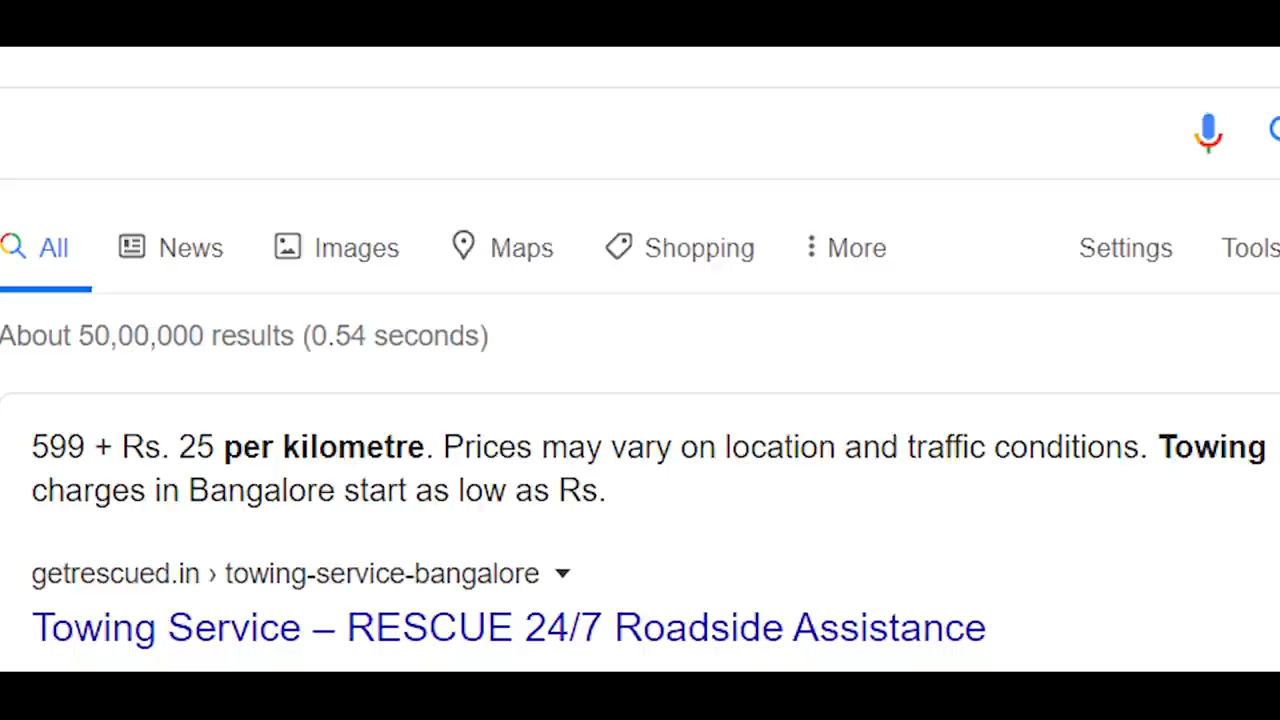 All News Images Maps Shopping More Settings Tools
About 50,00,000 results (0.54 seconds)
599 + Rs. 25 per kilometre. Prices may vary on location and traffic conditions. Towing
charges in Bangalore start as low as Rs.
getrescued.in › towing-service-bangalore
Towing Service – RESCUE 24/7 Roadside Assistance